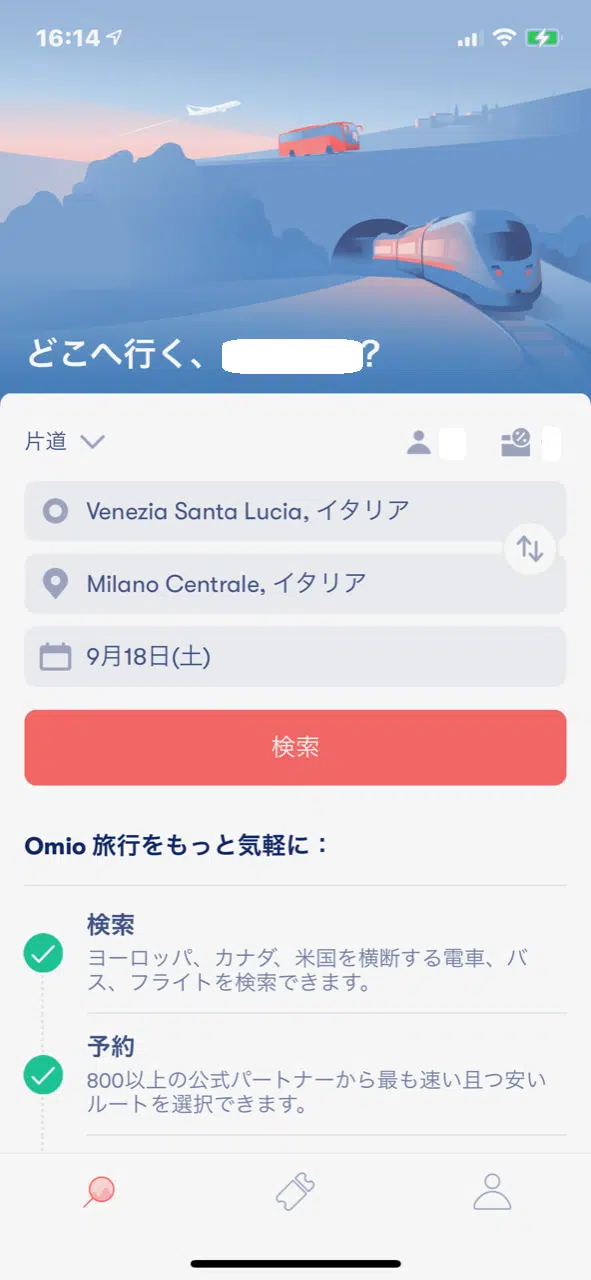 16:14
どこへ行く、?
片道
Venezia Santa Lucia, イタリア
Milano Centrale, イタリア
9月18日(土)
検索
Omio 旅行をもっと気軽に：
検索
ヨーロッパ、カナダ、米国を横断する電車、バ
ス、フライトを検索できます。
予約
800以上の公式パートナーから最も速い且つ安い
ルートを選択できます。